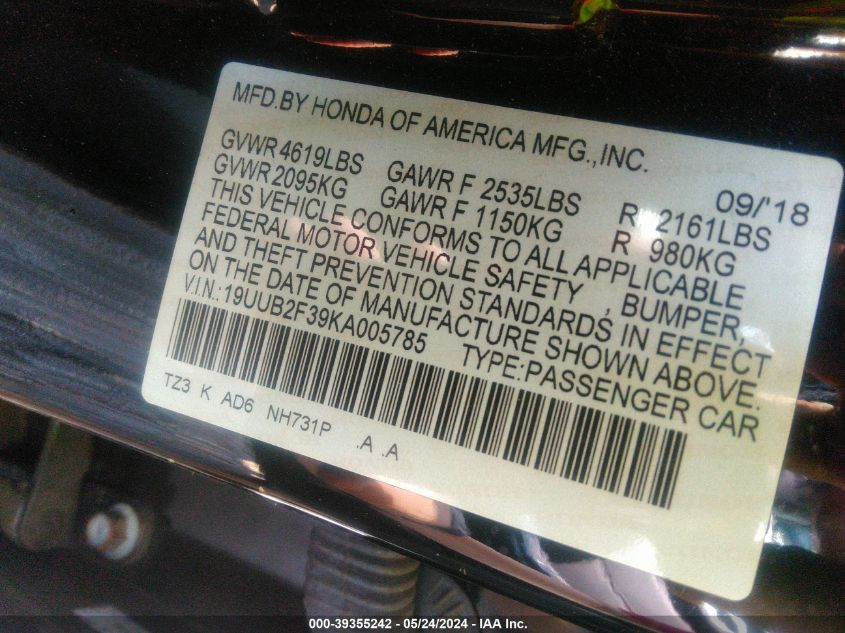 MFD.BY HONDA OF AMERICA MFG.,INC.
09/'18
GVWR 4619LBS GAWR F 2535LBS R 2161LBS
GVWR 2095KG GAWR F 1150KG R 980KG
THIS VEHICLE CONFORMS TO ALL APPLICABLE
FEDERAL MOTOR VEHICLE SAFETY , BUMPER,
AND THEFT PREVENTION STANDARDS IN EFFECT
ON THE DATE OF MANUFACTURE SHOWN ABOVE.
V.I.N.:19UUB2F39KA005785 TYPE:PASSENGER CAR
TZ3 K AD6 NH731P .A .A
000-39355242 - 05/24/2024 - IAA Inc.